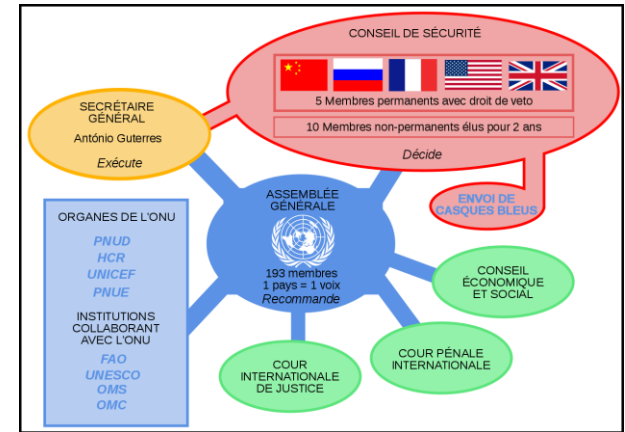 CONSEIL DE SÉCURITÉ
5 Membres permanents avec droit de veto
10 Membres non-permanents élus pour 2 ans
Décide
ENVOI DE
CASQUES BLEUS
SECRÉTAIRE
GÉNÉRAL
António Guterres
Exécute
ASSEMBLÉE
GÉNÉRALE
193 membres
1 pays = 1 voix
Recommande
ORGANES DE L'ONU
PNUD
HCR
UNICEF
PNUE
INSTITUTIONS
COLLABORANT
AVEC L'ONU
FAO
UNESCO
OMS
OMC
CONSEIL
ÉCONOMIQUE
ET SOCIAL
COUR PÉNALE
INTERNATIONALE
COUR
INTERNATIONALE
DE JUSTICE